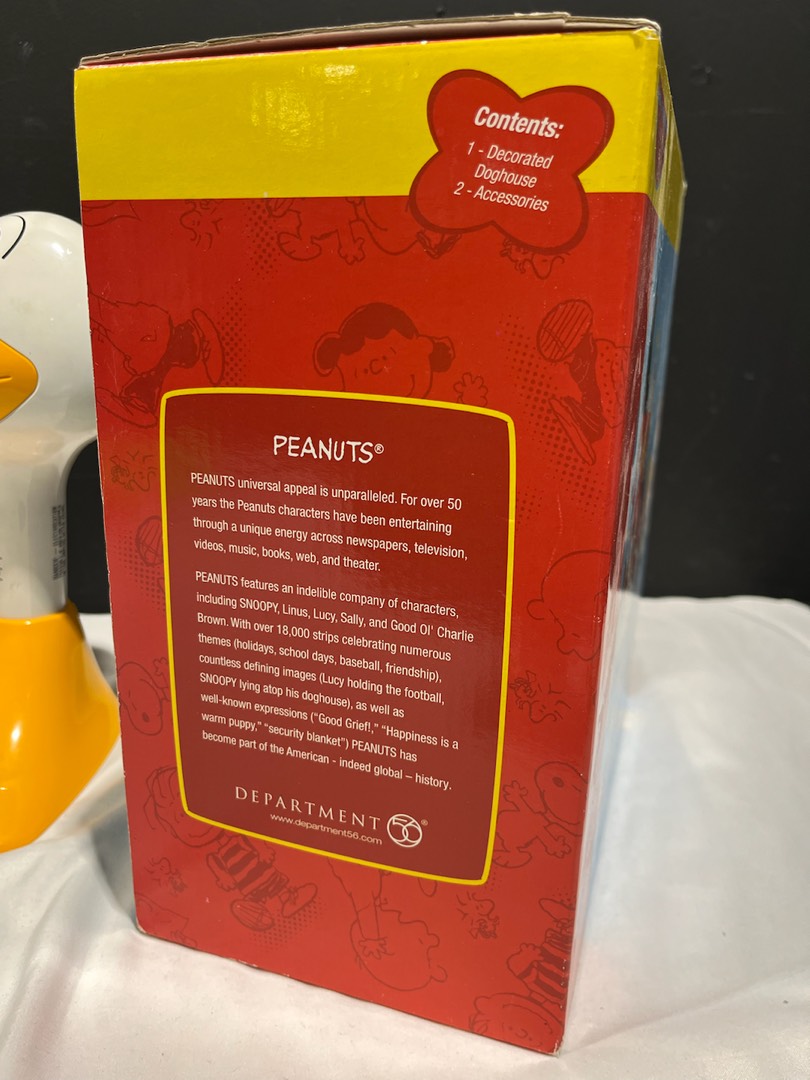 Contents:
1 - Decorated
Doghouse
2 - Accessories
PEANUTS®
PEANUTS universal appeal is unparalleled. For over 50
years the Peanuts characters have been entertaining
through a unique energy across newspapers, television,
videos, music, books, web, and theater.
PEANUTS features an indelible company of characters,
including SNOOPY, Linus, Lucy, Sally, and Good Ol' Charlie
Brown. With over 18,000 strips celebrating numerous
themes (holidays, school days, baseball, friendship),
countless defining images (Lucy holding the football,
SNOOPY lying atop his doghouse), as well as
well-known expressions ("Good Grief!," "Happiness is a
warm puppy," "security blanket") PEANUTS has
become part of the American - indeed global – history.
DEPARTMENT 56®
www.department56.com